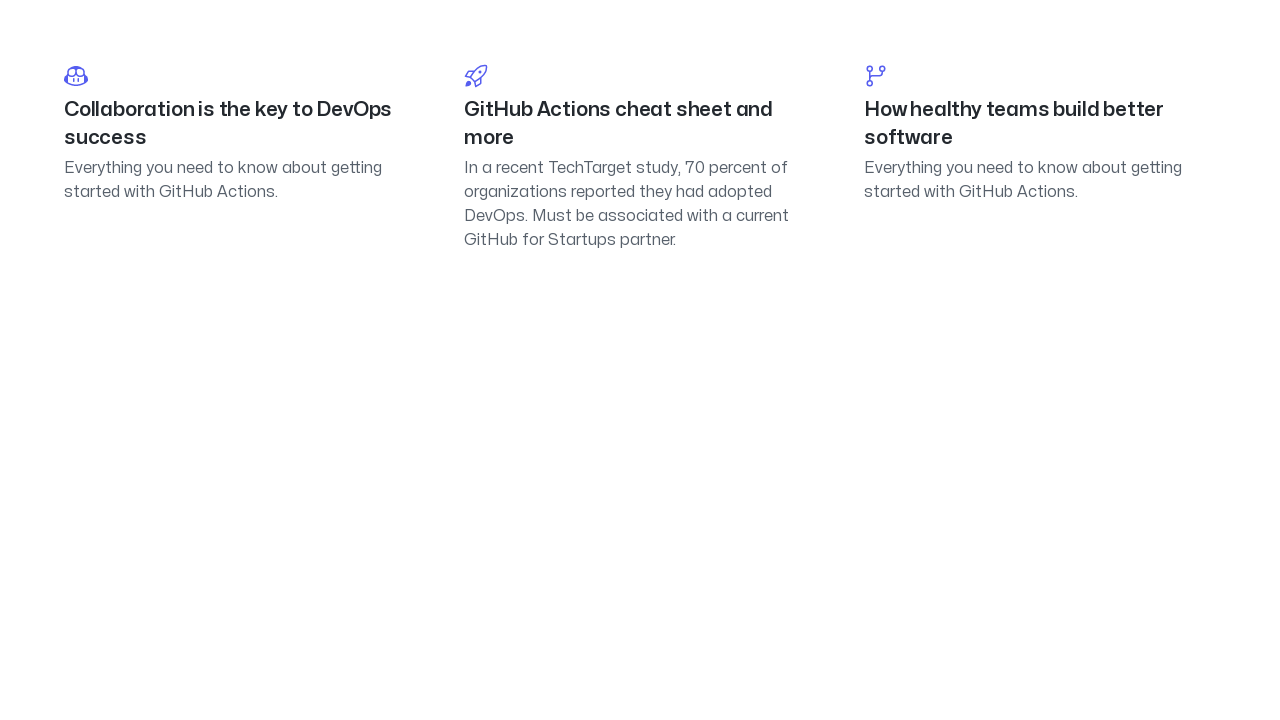 Collaboration is the key to DevOps
success
Everything you need to know about getting
started with GitHub Actions.
GitHub Actions cheat sheet and
more
In a recent TechTarget study, 70 percent of
organizations reported they had adopted
DevOps. Must be associated with a current
GitHub for Startups partner.
How healthy teams build better
software
Everything you need to know about getting
started with GitHub Actions.